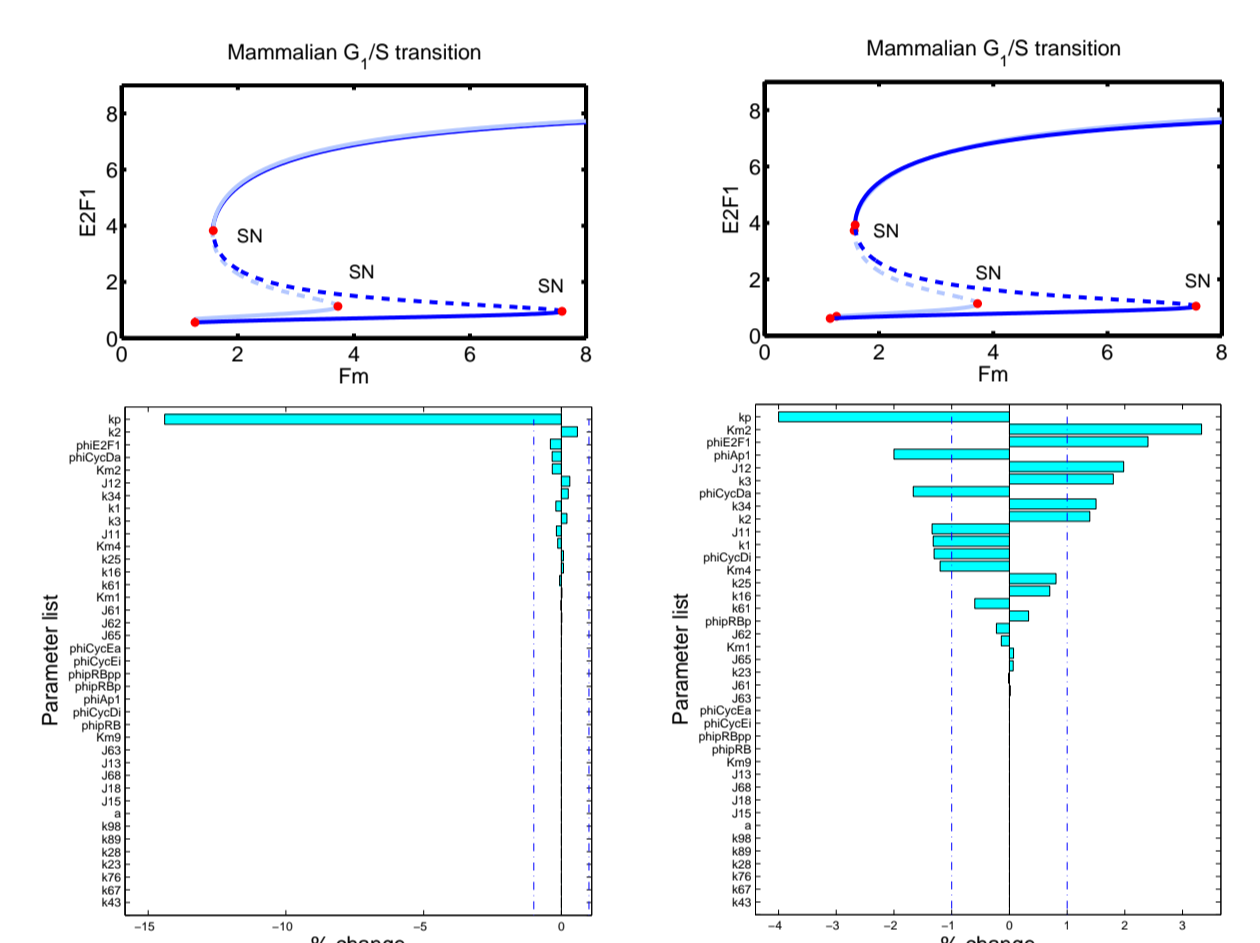 Mammalian G1/S transition
8
6
4
2
0
E2F1
SN
SN
SN
0 2 4 6 8
Fm
kp
k2
phiE2F1
phiCycDa
Km2
J12
k34
k1
k3
J11
Km4
k25
k16
k61
Km1
J61
J62
J65
phiCycEa
phiCycEi
phipRBpp
phipRBp
phiAp1
phiCycDi
phipRB
Km9
J63
J13
J68
J18
J15
a
k98
k89
k28
k23
k76
k67
k43
Parameter list
−15 −10 −5 0
% change
Mammalian G1/S transition
8
6
4
2
0
E2F1
SN
SN
SN
0 2 4 6 8
Fm
kp
Km2
phiE2F1
phiAp1
J12
k3
phiCycDa
k34
k2
J11
k1
phiCycDi
Km4
k25
k16
k61
phipRBp
J62
Km1
J65
k23
J61
J63
phiCycEa
phiCycEi
phipRBpp
phipRB
Km9
J13
J68
J18
J15
a
k98
k89
k28
k76
k67
k43
Parameter list
−4 −3 −2 −1 0 1 2 3
% change